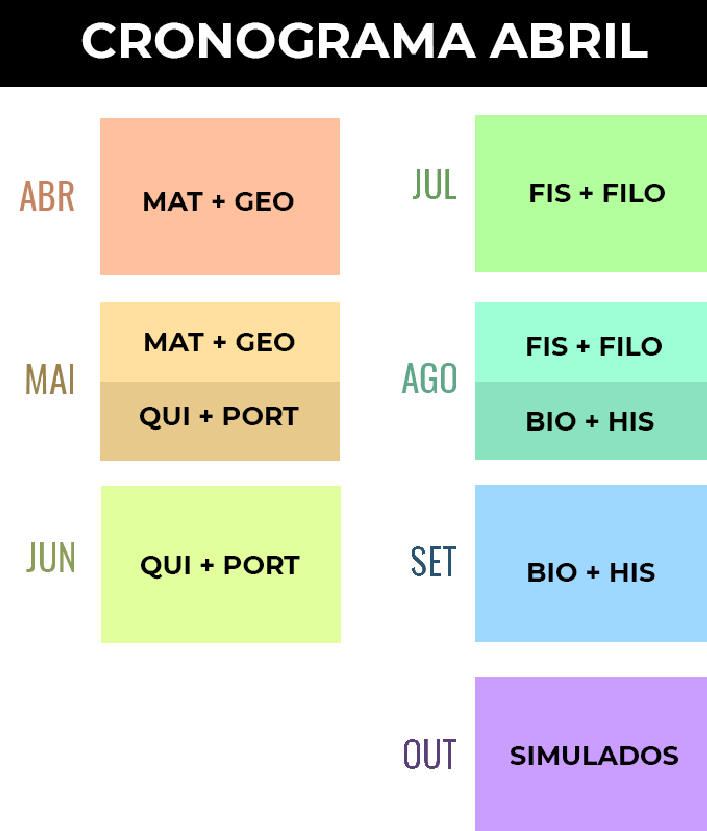 CRONOGRAMA ABRIL
ABR
MAT + GEO
MAI
MAT + GEO
QUI + PORT
JUN
QUI + PORT
JUL
FIS + FILO
AGO
FIS + FILO
BIO + HIS
SET
BIO + HIS
OUT
SIMULADOS